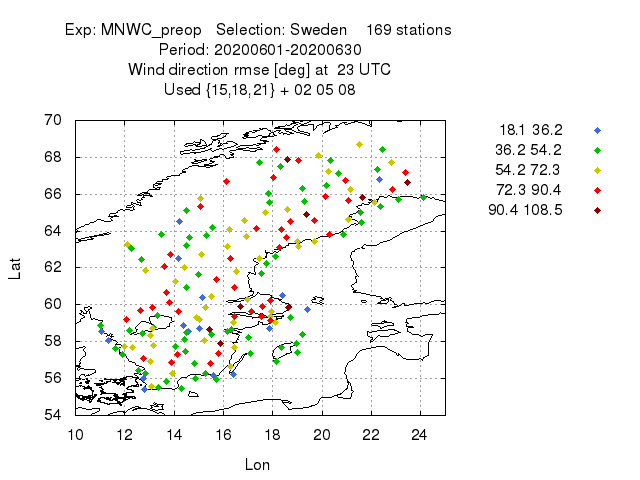 Exp: MNWC_preop   Selection: Sweden    169 stations
Period: 20200601-20200630
Wind direction rmse [deg] at  23 UTC
Used {15,18,21} + 02 05 08
18.1 36.2
36.2 54.2
54.2 72.3
72.3 90.4
90.4 108.5
70
68
66
64
62
60
58
56
54
Lat
10 12 14 16 18 20 22 24
Lon